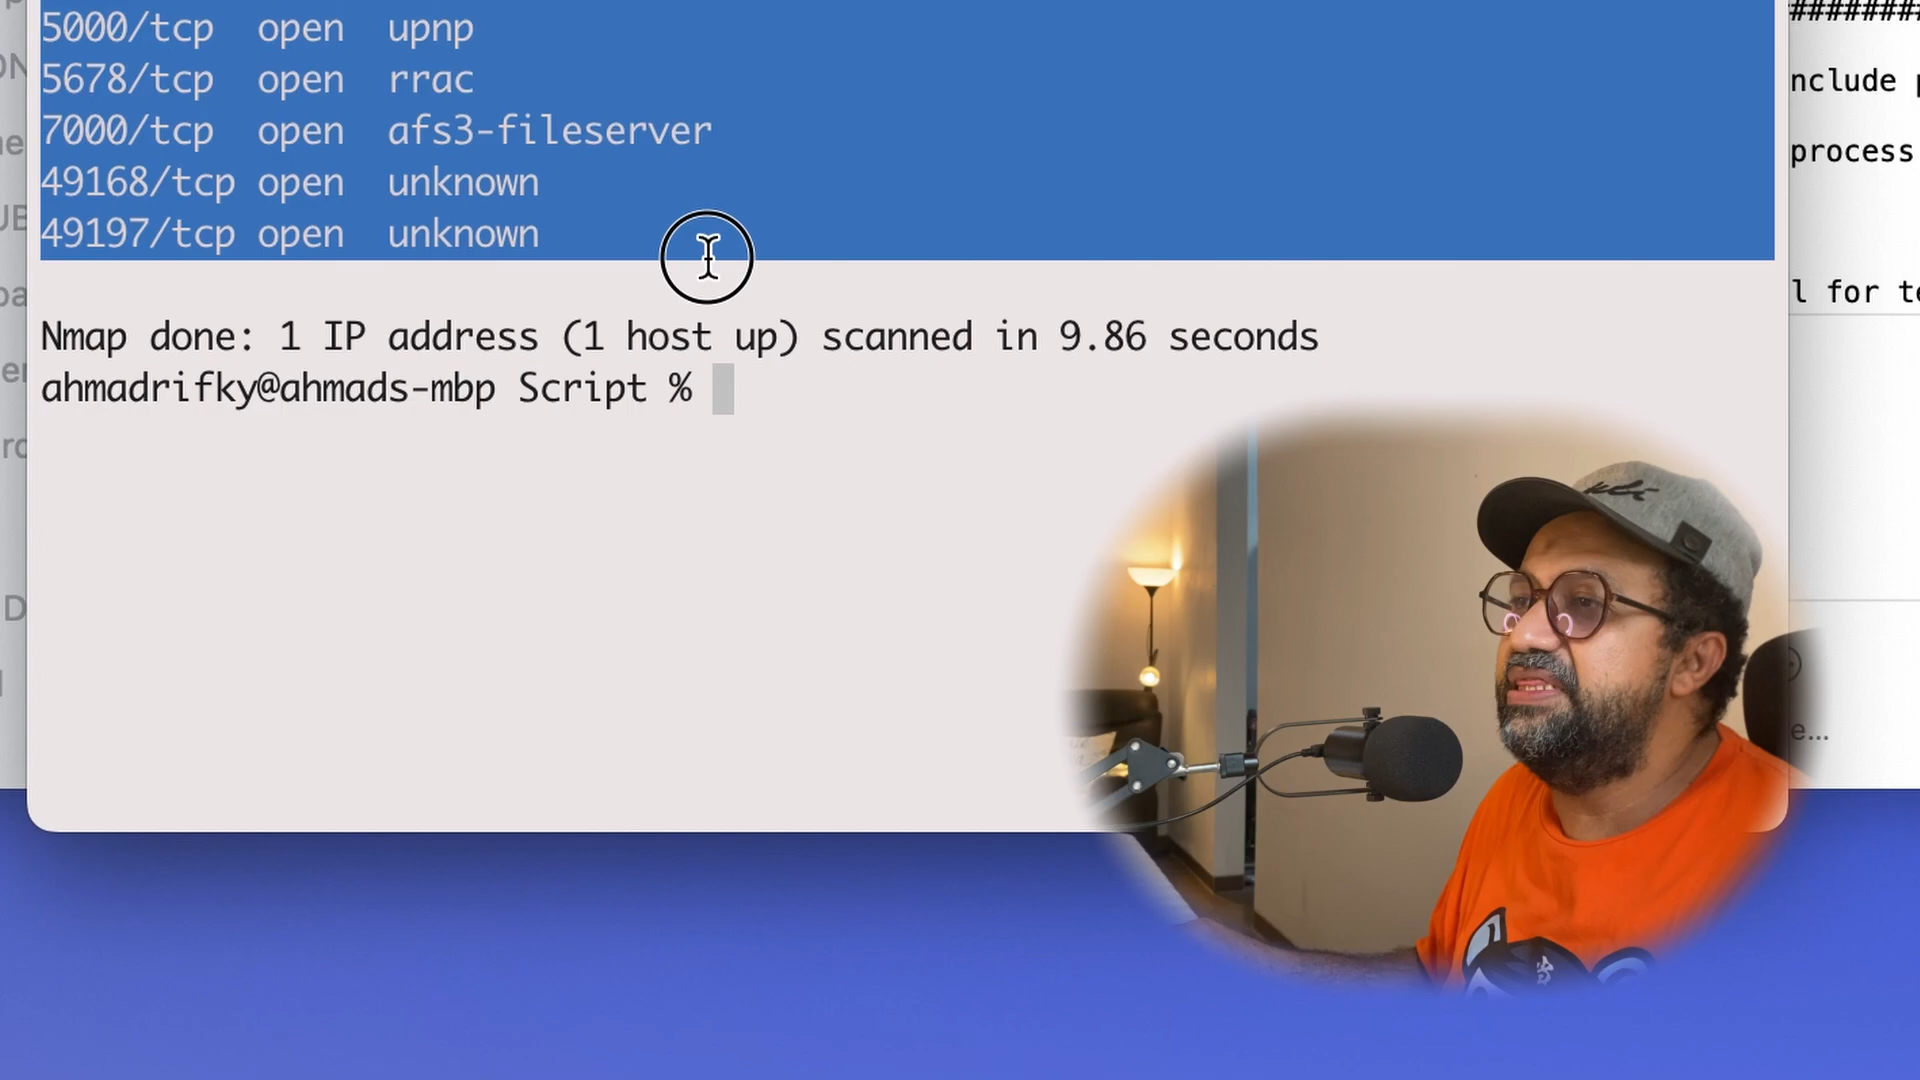 5000/tcp open upnp
5678/tcp open rrac
7000/tcp open afs3-fileserver
49168/tcp open unknown
49197/tcp open unknown
Nmap done: 1 IP address (1 host up) scanned in 9.86 seconds
ahmadrifky@ahmads-mbp Script %
########
nclude
process
l for